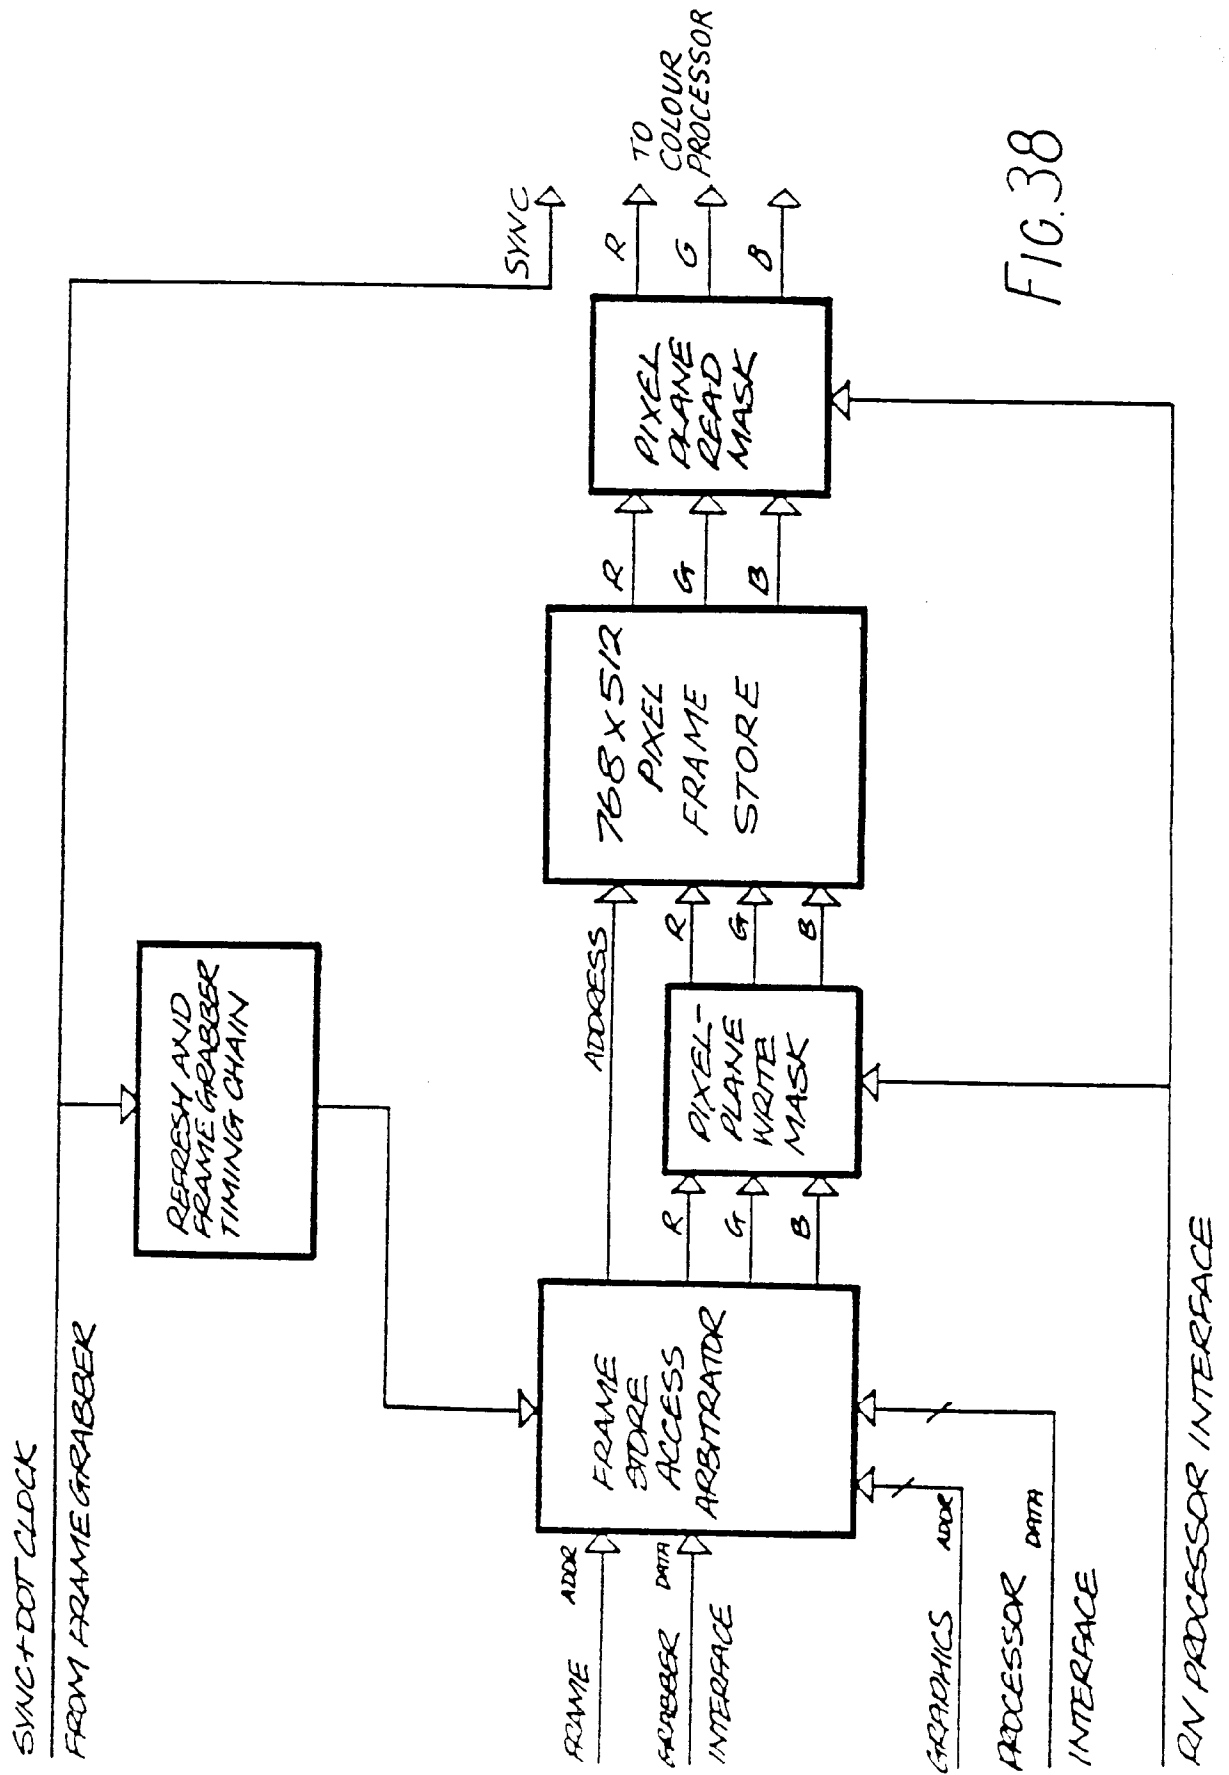 SYNC + DOT CLOCK
FROM FRAME GRABBER
REFRESH AND
FRAME GRABBER
TIMING CHAIN
SYNC
FRAME
ADDR
GRABBER
DATA
INTERFACE
FRAME
STORE
ACCESS
ARBITRATOR
ADDRESS
R
G
B
PIXEL-
PLANE
WRITE
MASK
R
G
B
768 X 512
PIXEL
FRAME
STORE
R
G
B
PIXEL
PLANE
READ
MASK
R
G
B
TO
COLOUR
PROCESSOR
GRAPHICS
ADDR
PROCESSOR
DATA
INTERFACE
RN PROCESSOR INTERFACE
FIG. 38